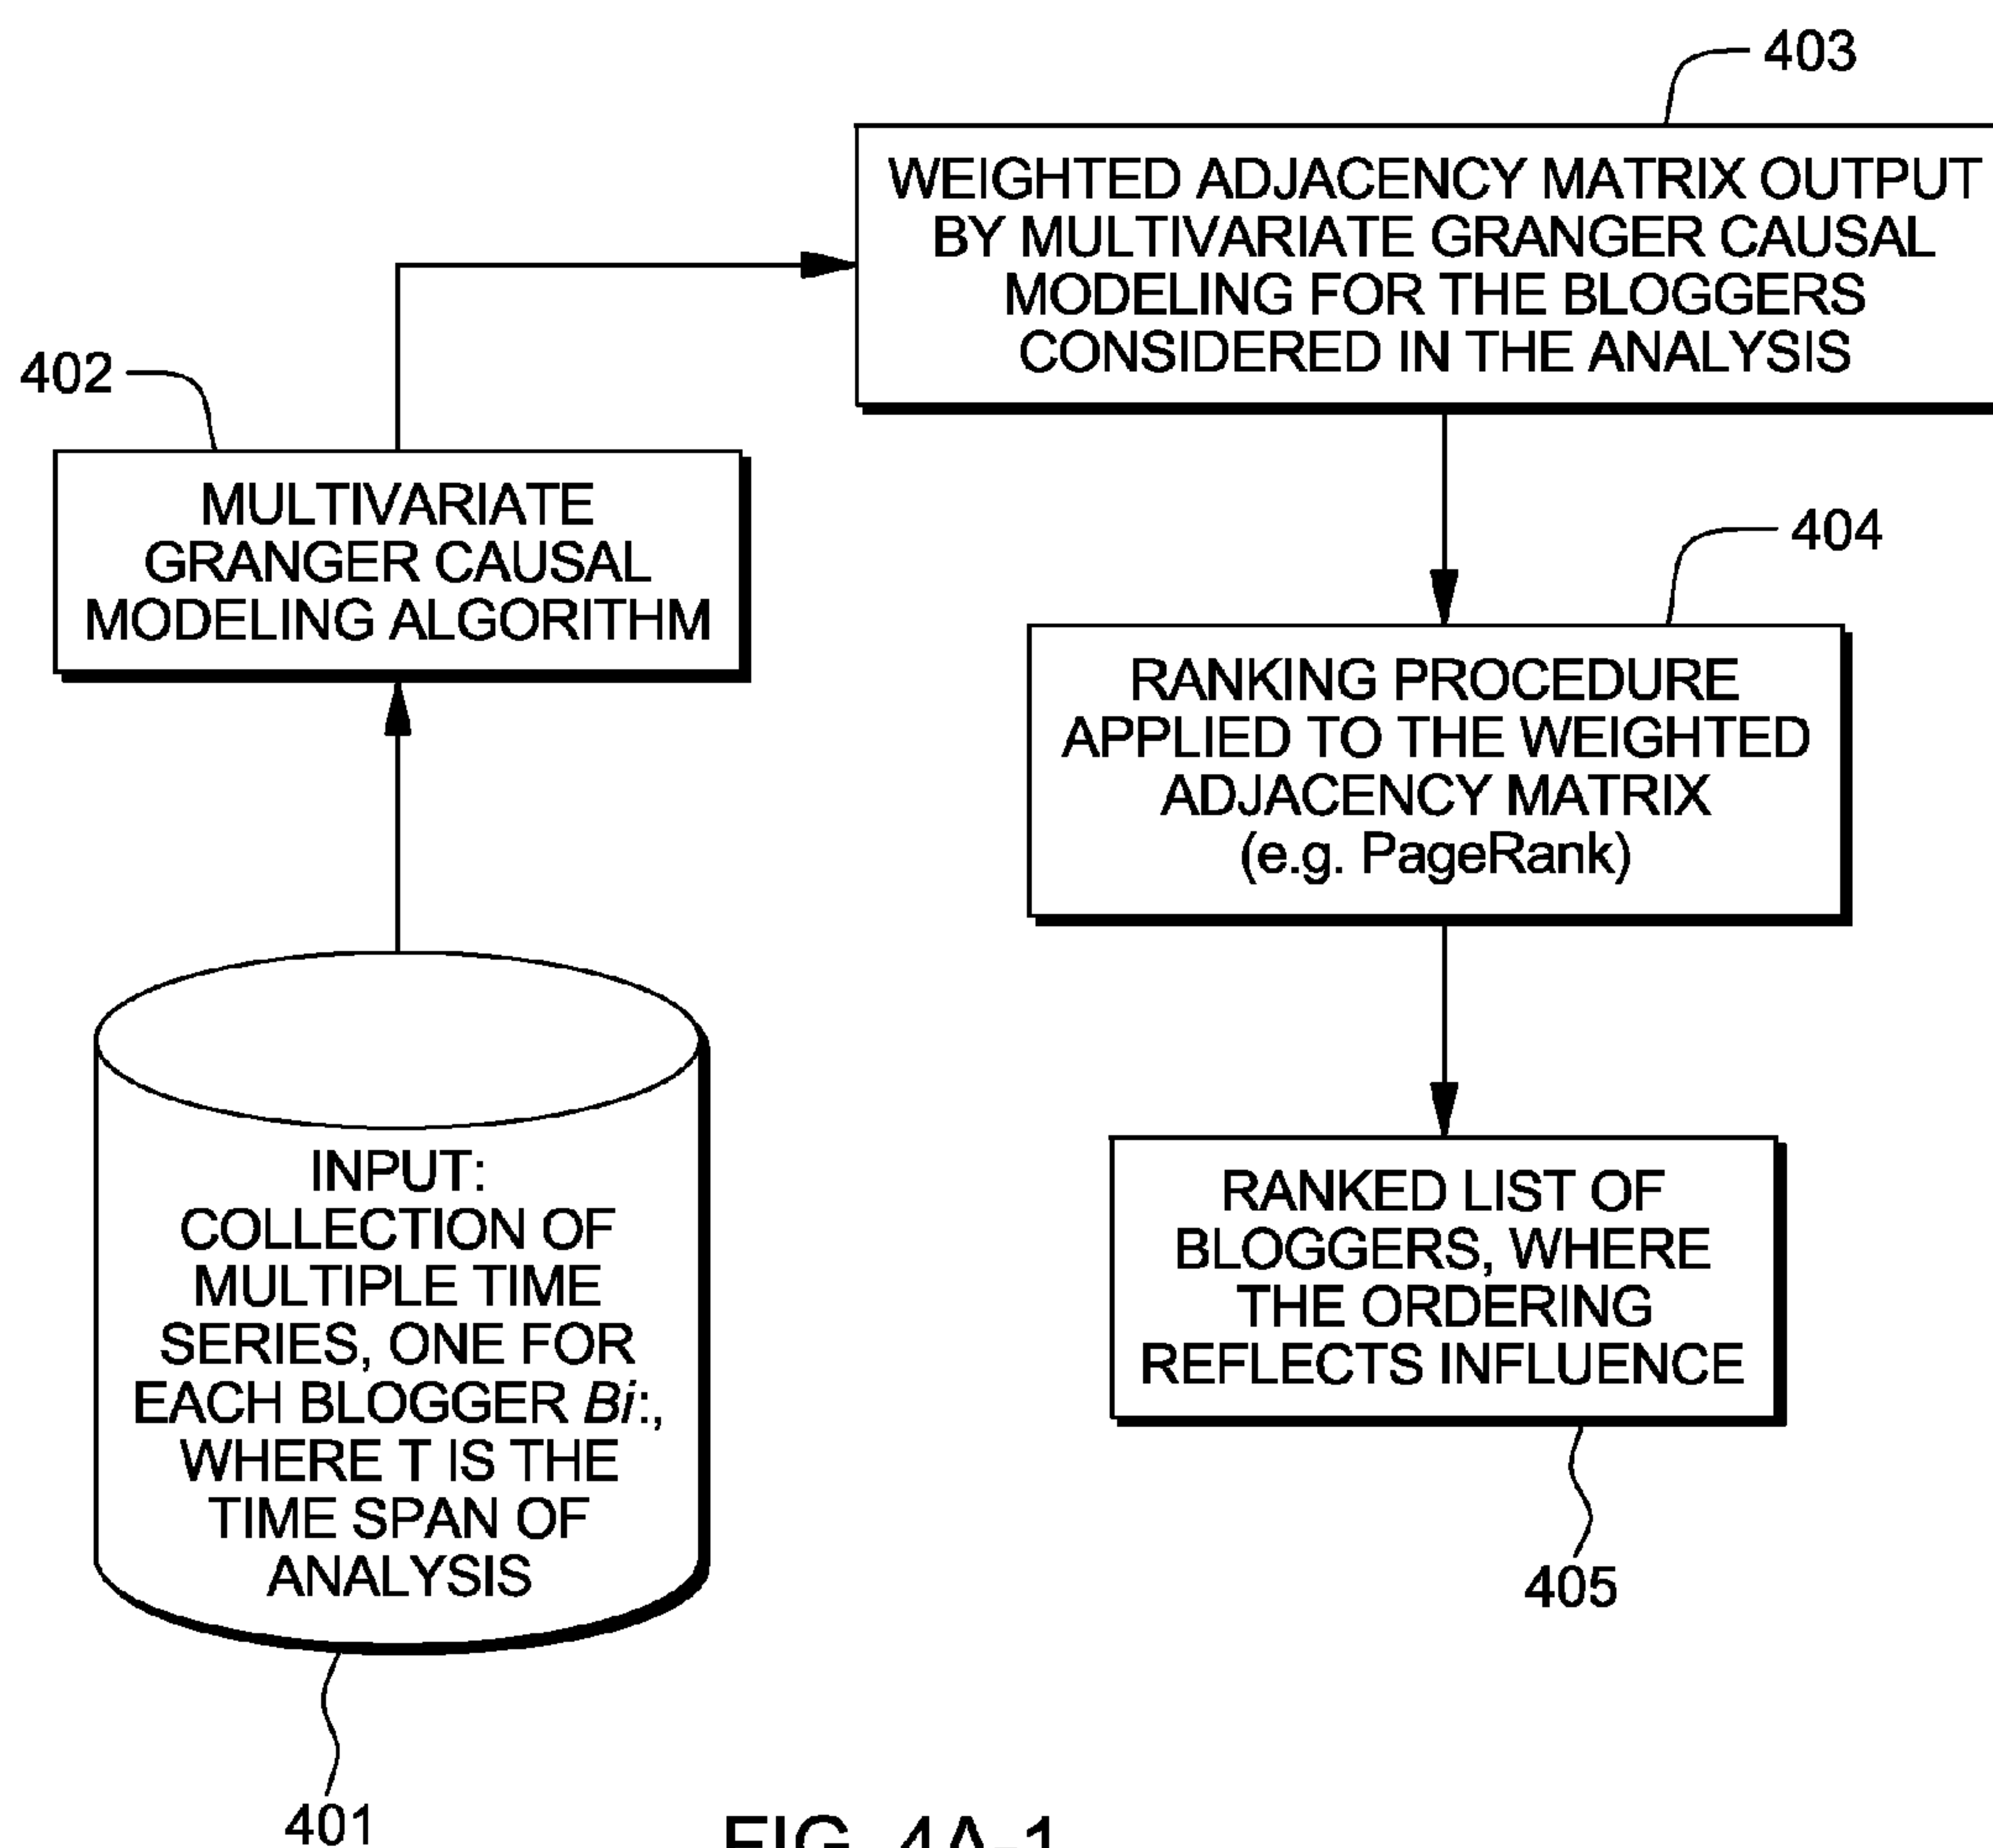 403
WEIGHTED ADJACENCY MATRIX OUTPUT
BY MULTIVARIATE GRANGER CAUSAL
MODELING FOR THE BLOGGERS
CONSIDERED IN THE ANALYSIS
402
MULTIVARIATE
GRANGER CAUSAL
MODELING ALGORITHM
404
RANKING PROCEDURE
APPLIED TO THE WEIGHTED
ADJACENCY MATRIX
(e.g. PageRank)
INPUT:
COLLECTION OF
MULTIPLE TIME
SERIES, ONE FOR
EACH BLOGGER Bi:,
WHERE T IS THE
TIME SPAN OF
ANALYSIS
RANKED LIST OF
BLOGGERS, WHERE
THE ORDERING
REFLECTS INFLUENCE
405
401
FIG. 4A-1